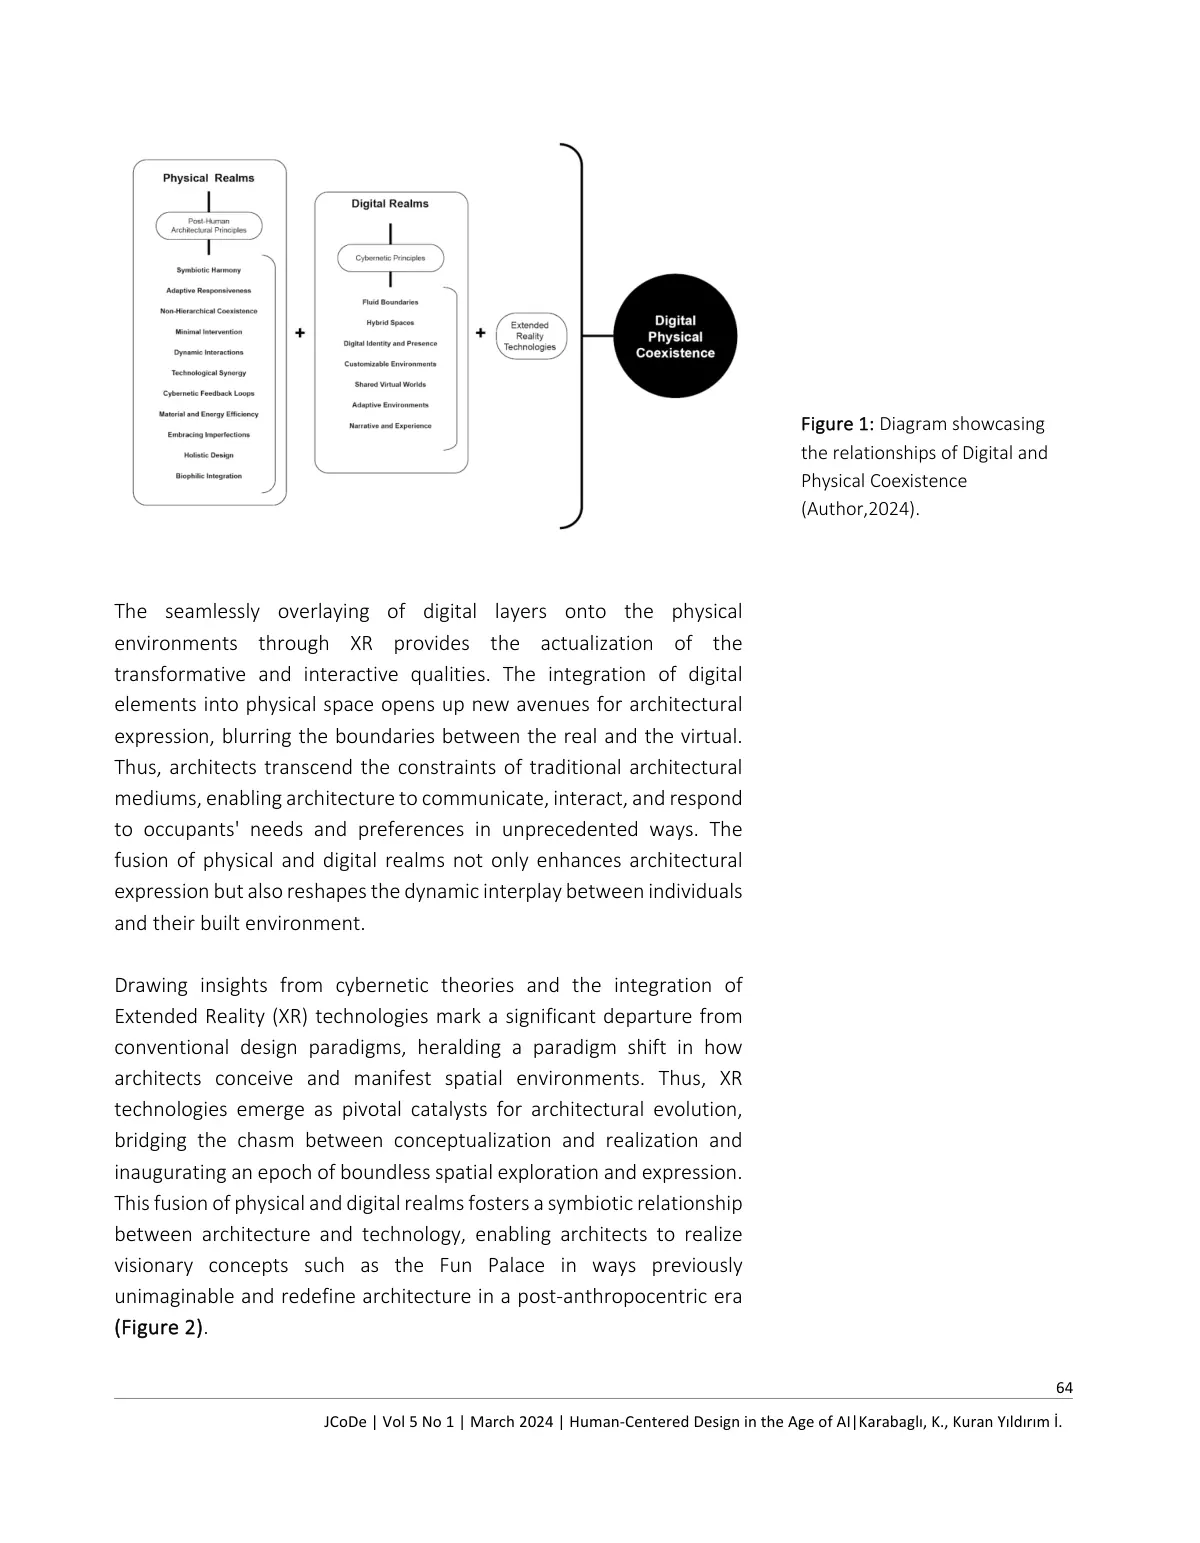 Physical Realms
Post-Human
Architectural Principles
Symbiotic Harmony
Adaptive Responsiveness
Non-Hierarchical Coexistence
Minimal Intervention
Dynamic Interactions
Technological Synergy
Cybernetic Feedback Loops
Material and Energy Efficiency
Embracing Imperfections
Holistic Design
Biophilic Integration
+
Digital Realms
Cybernetic Principles
Fluid Boundaries
Hybrid Spaces
Digital Identity and Presence
Customizable Environments
Shared Virtual Worlds
Adaptive Environments
Narrative and Experience
+
Extended
Reality
Technologies
Digital
Physical
Coexistence
Figure 1: Diagram showcasing
the relationships of Digital and
Physical Coexistence
(Author,2024).
The seamlessly overlaying of digital layers onto the physical
environments through XR provides the actualization of the
transformative and interactive qualities. The integration of digital
elements into physical space opens up new avenues for architectural
expression, blurring the boundaries between the real and the virtual.
Thus, architects transcend the constraints of traditional architectural
mediums, enabling architecture to communicate, interact, and respond
to occupants' needs and preferences in unprecedented ways. The
fusion of physical and digital realms not only enhances architectural
expression but also reshapes the dynamic interplay between individuals
and their built environment.
Drawing insights from cybernetic theories and the integration of
Extended Reality (XR) technologies mark a significant departure from
conventional design paradigms, heralding a paradigm shift in how
architects conceive and manifest spatial environments. Thus, XR
technologies emerge as pivotal catalysts for architectural evolution,
bridging the chasm between conceptualization and realization and
inaugurating an epoch of boundless spatial exploration and expression.
This fusion of physical and digital realms fosters a symbiotic relationship
between architecture and technology, enabling architects to realize
visionary concepts such as the Fun Palace in ways previously
unimaginable and redefine architecture in a post-anthropocentric era
(Figure 2).
64
JCoDe | Vol 5 No 1 | March 2024 | Human-Centered Design in the Age of AI|Karabaglı, K., Kuran Yıldırım İ.